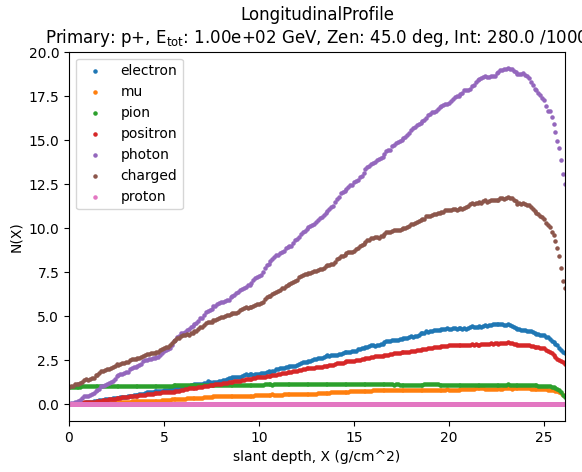 LongitudinalProfile
Primary: p+, E_tot: 1.00e+02 GeV, Zen: 45.0 deg, Int: 280.0 /1000
20.0
17.5
15.0
12.5
10.0
7.5
5.0
2.5
0.0
N(X)
electron
mu
pion
positron
photon
charged
proton
0 5 10 15 20 25
slant depth, X (g/cm^2)